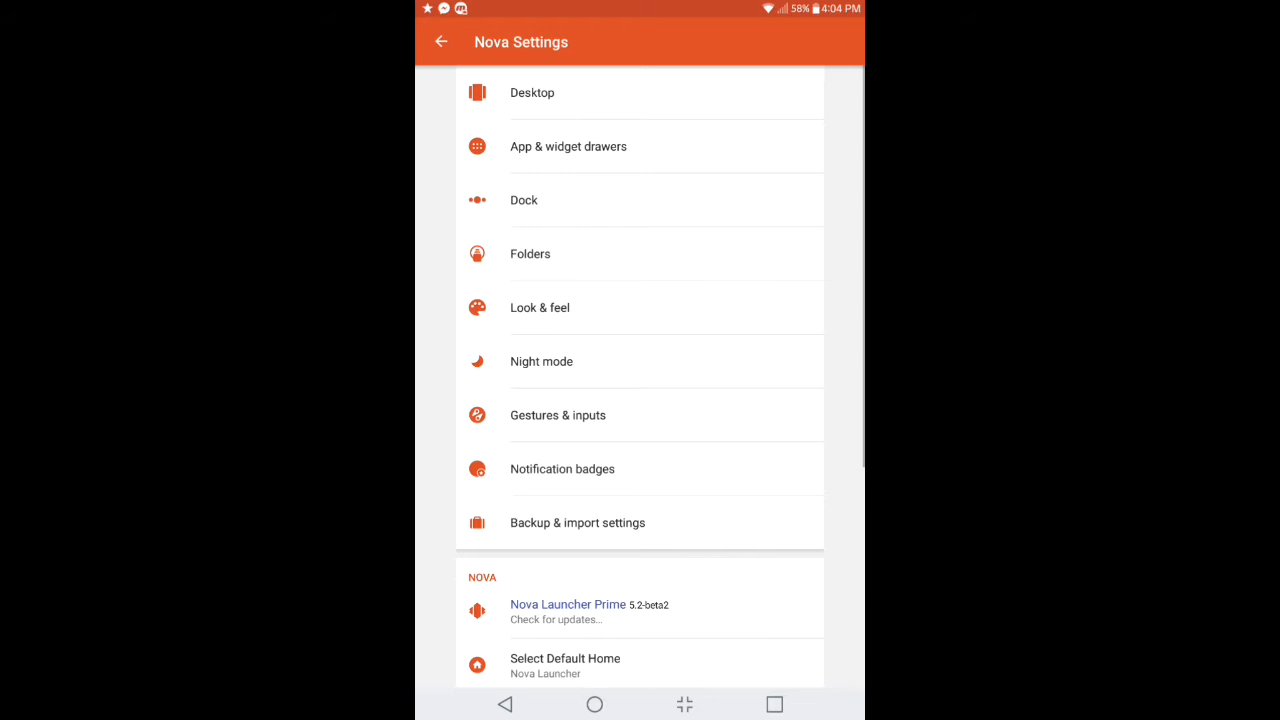 58% 4:04 PM
Nova Settings
Desktop
App & widget drawers
Dock
Folders
Look & feel
Night mode
Gestures & inputs
Notification badges
Backup & import settings
NOVA
Nova Launcher Prime 5.2-beta2
Check for updates...
Select Default Home
Nova Launcher